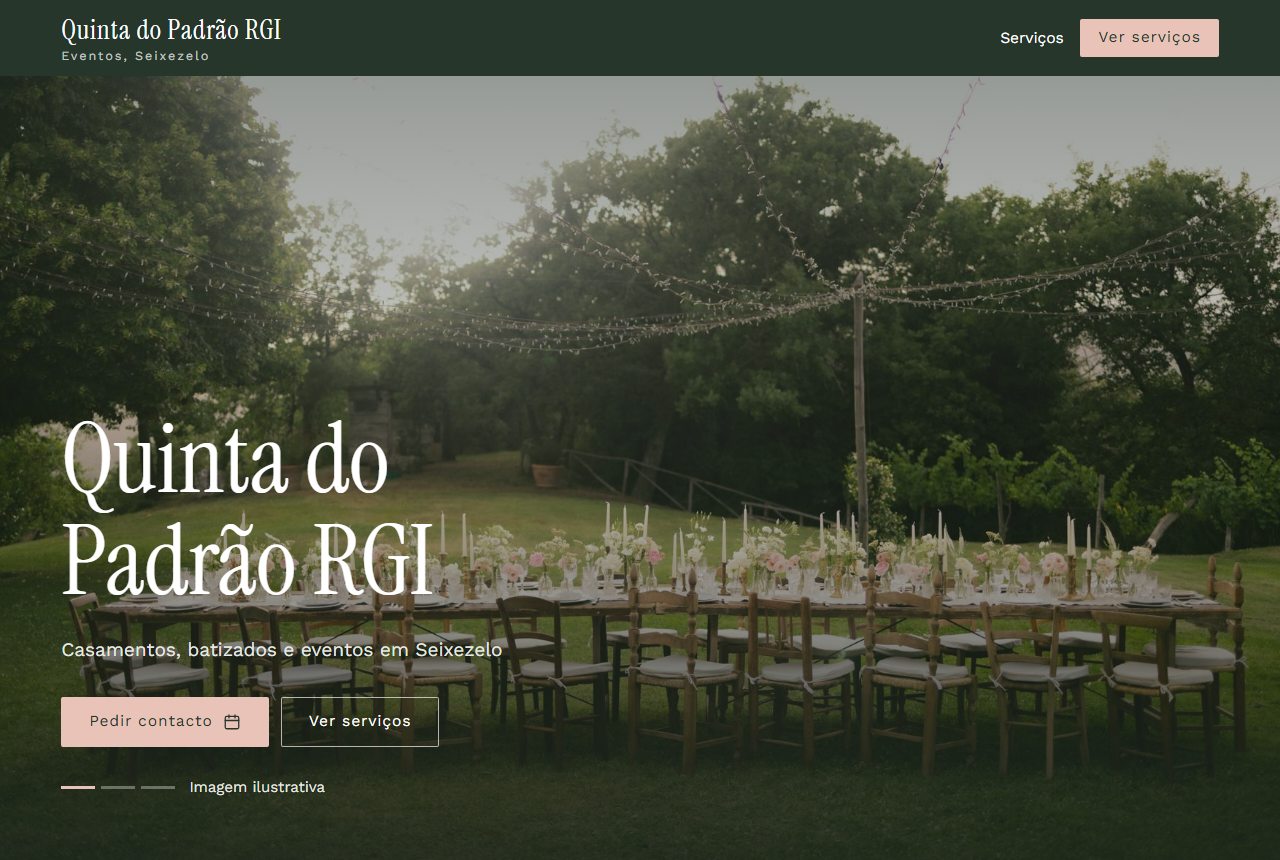 Quinta do Padrão RGI
Eventos, Seixezelo
Serviços
Ver serviços
Quinta do
Padrão RGI
Casamentos, batizados e eventos em Seixezelo
Pedir contacto
Ver serviços
Imagem ilustrativa